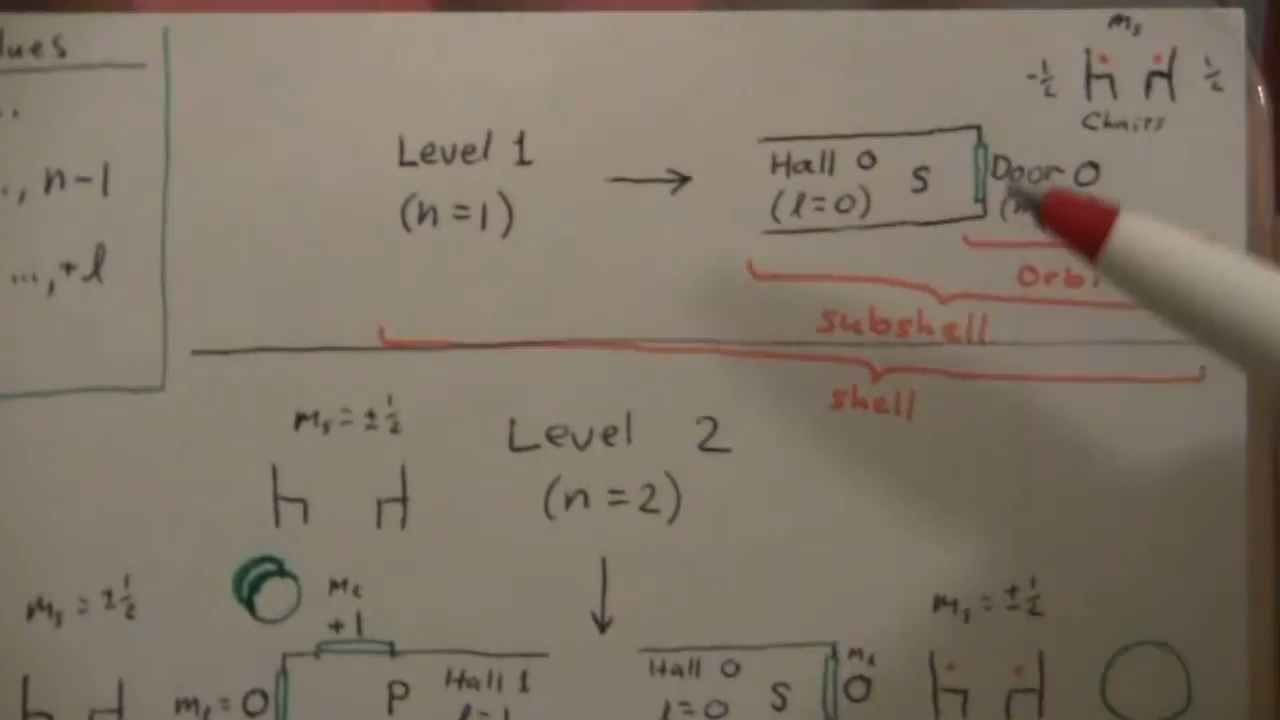 lues
..
.., n-1
...,+l
ms
-1/2
1/2
Chairs
Level 1
(n=1)
→
Hall 0
(l=0)
S
Door 0
subshell
shell
ms=±1/2
Level 2
(n=2)
ms=±1/2
ml
+1
ml=0
P
Hall 1
l=1
Hall 0
l=0
S
ml
0
ms=±1/2